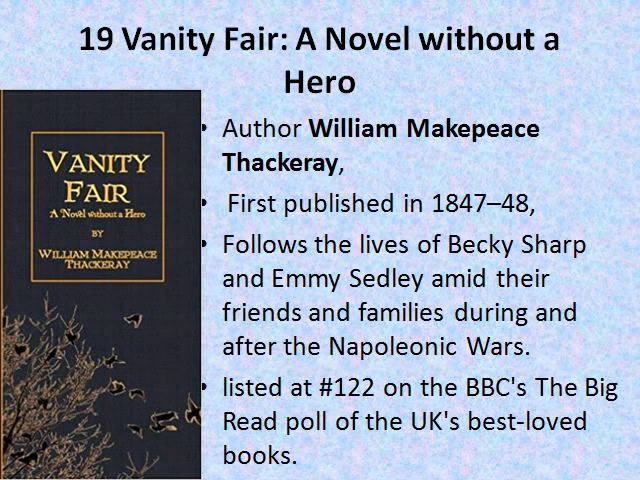 19 Vanity Fair: A Novel without a
Hero
VANITY
FAIR
A Novel without a Hero
BY
WILLIAM MAKEPEACE
THACKERAY
• Author William Makepeace
Thackeray,
• First published in 1847–48,
• Follows the lives of Becky Sharp
and Emmy Sedley amid their
friends and families during and
after the Napoleonic Wars.
• listed at #122 on the BBC's The Big
Read poll of the UK's best-loved
books.